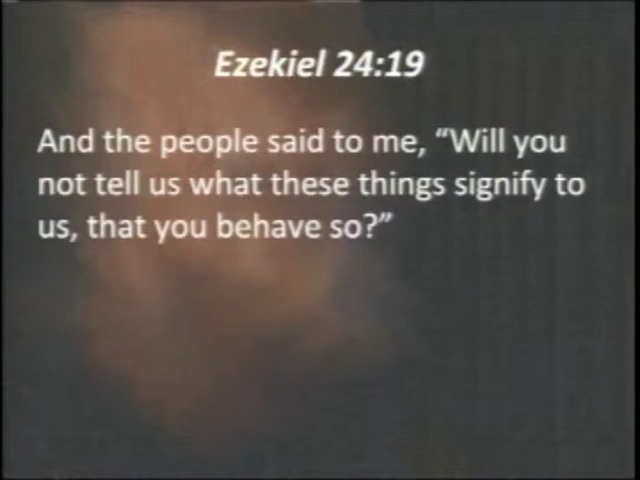 Ezekiel 24:19
And the people said to me, “Will you
not tell us what these things signify to
us, that you behave so?”